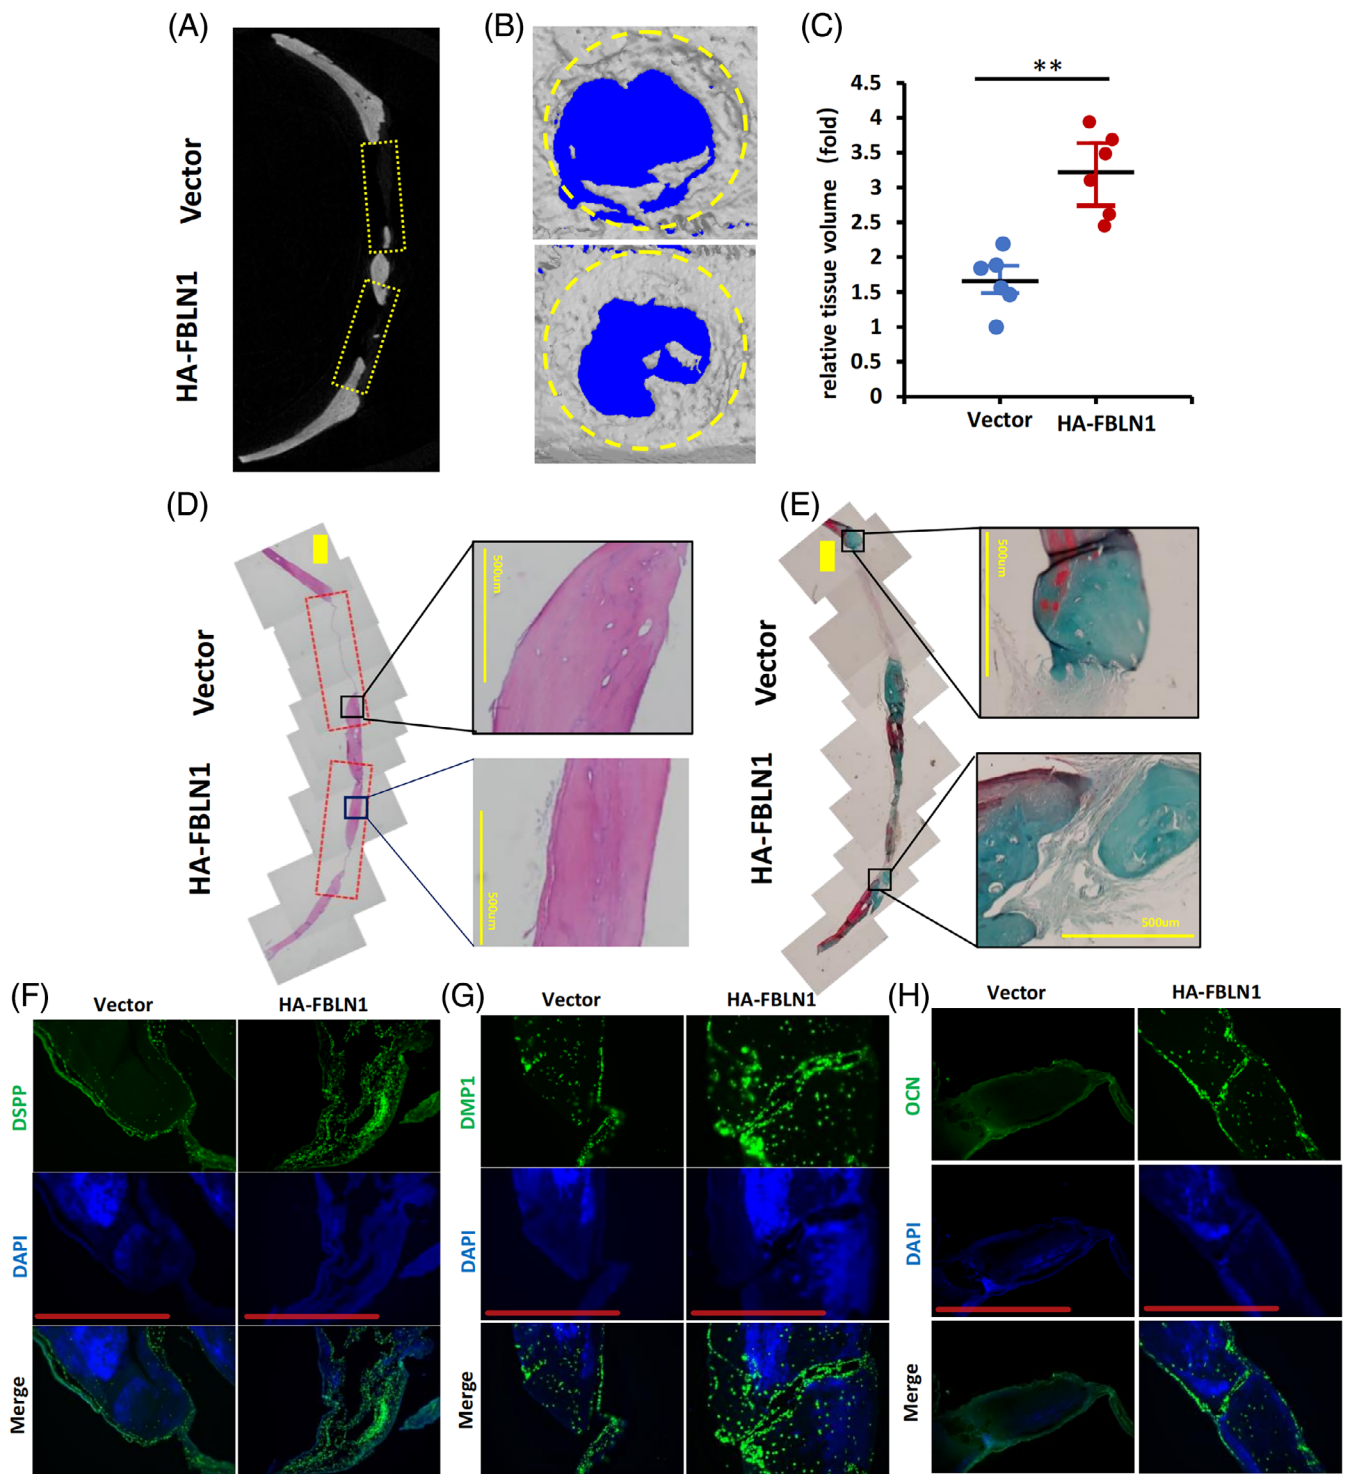 (A)
Vector
HA-FBLN1
(B)
(C)
**
relative tissue volume (fold)
4.5
4
3.5
3
2.5
2
1.5
1
0.5
0
Vector
HA-FBLN1
(D)
Vector
HA-FBLN1
500um
500um
(E)
Vector
HA-FBLN1
500um
500um
(F)
Vector
HA-FBLN1
DSPP
DAPI
Merge
(G)
Vector
HA-FBLN1
DMP1
DAPI
Merge
(H)
Vector
HA-FBLN1
OCN
DAPI
Merge